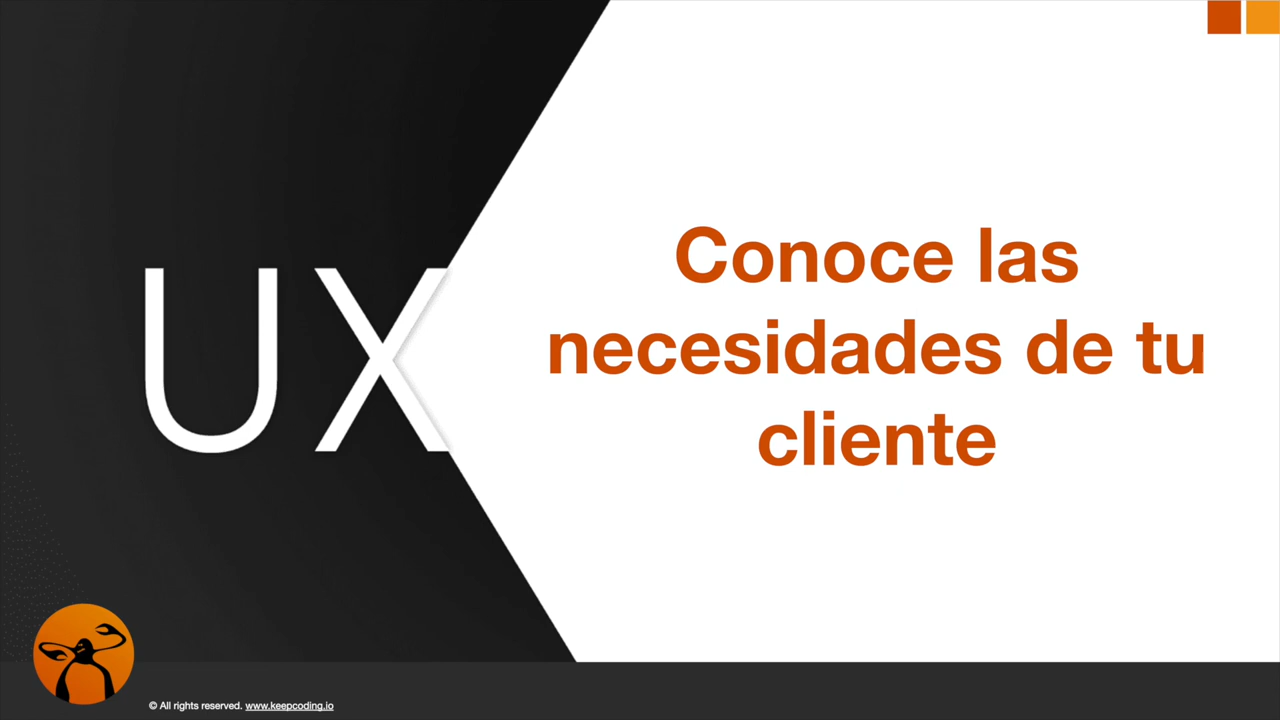 UX
Conoce las
necesidades de tu
cliente
© All rights reserved. www.keepcoding.io